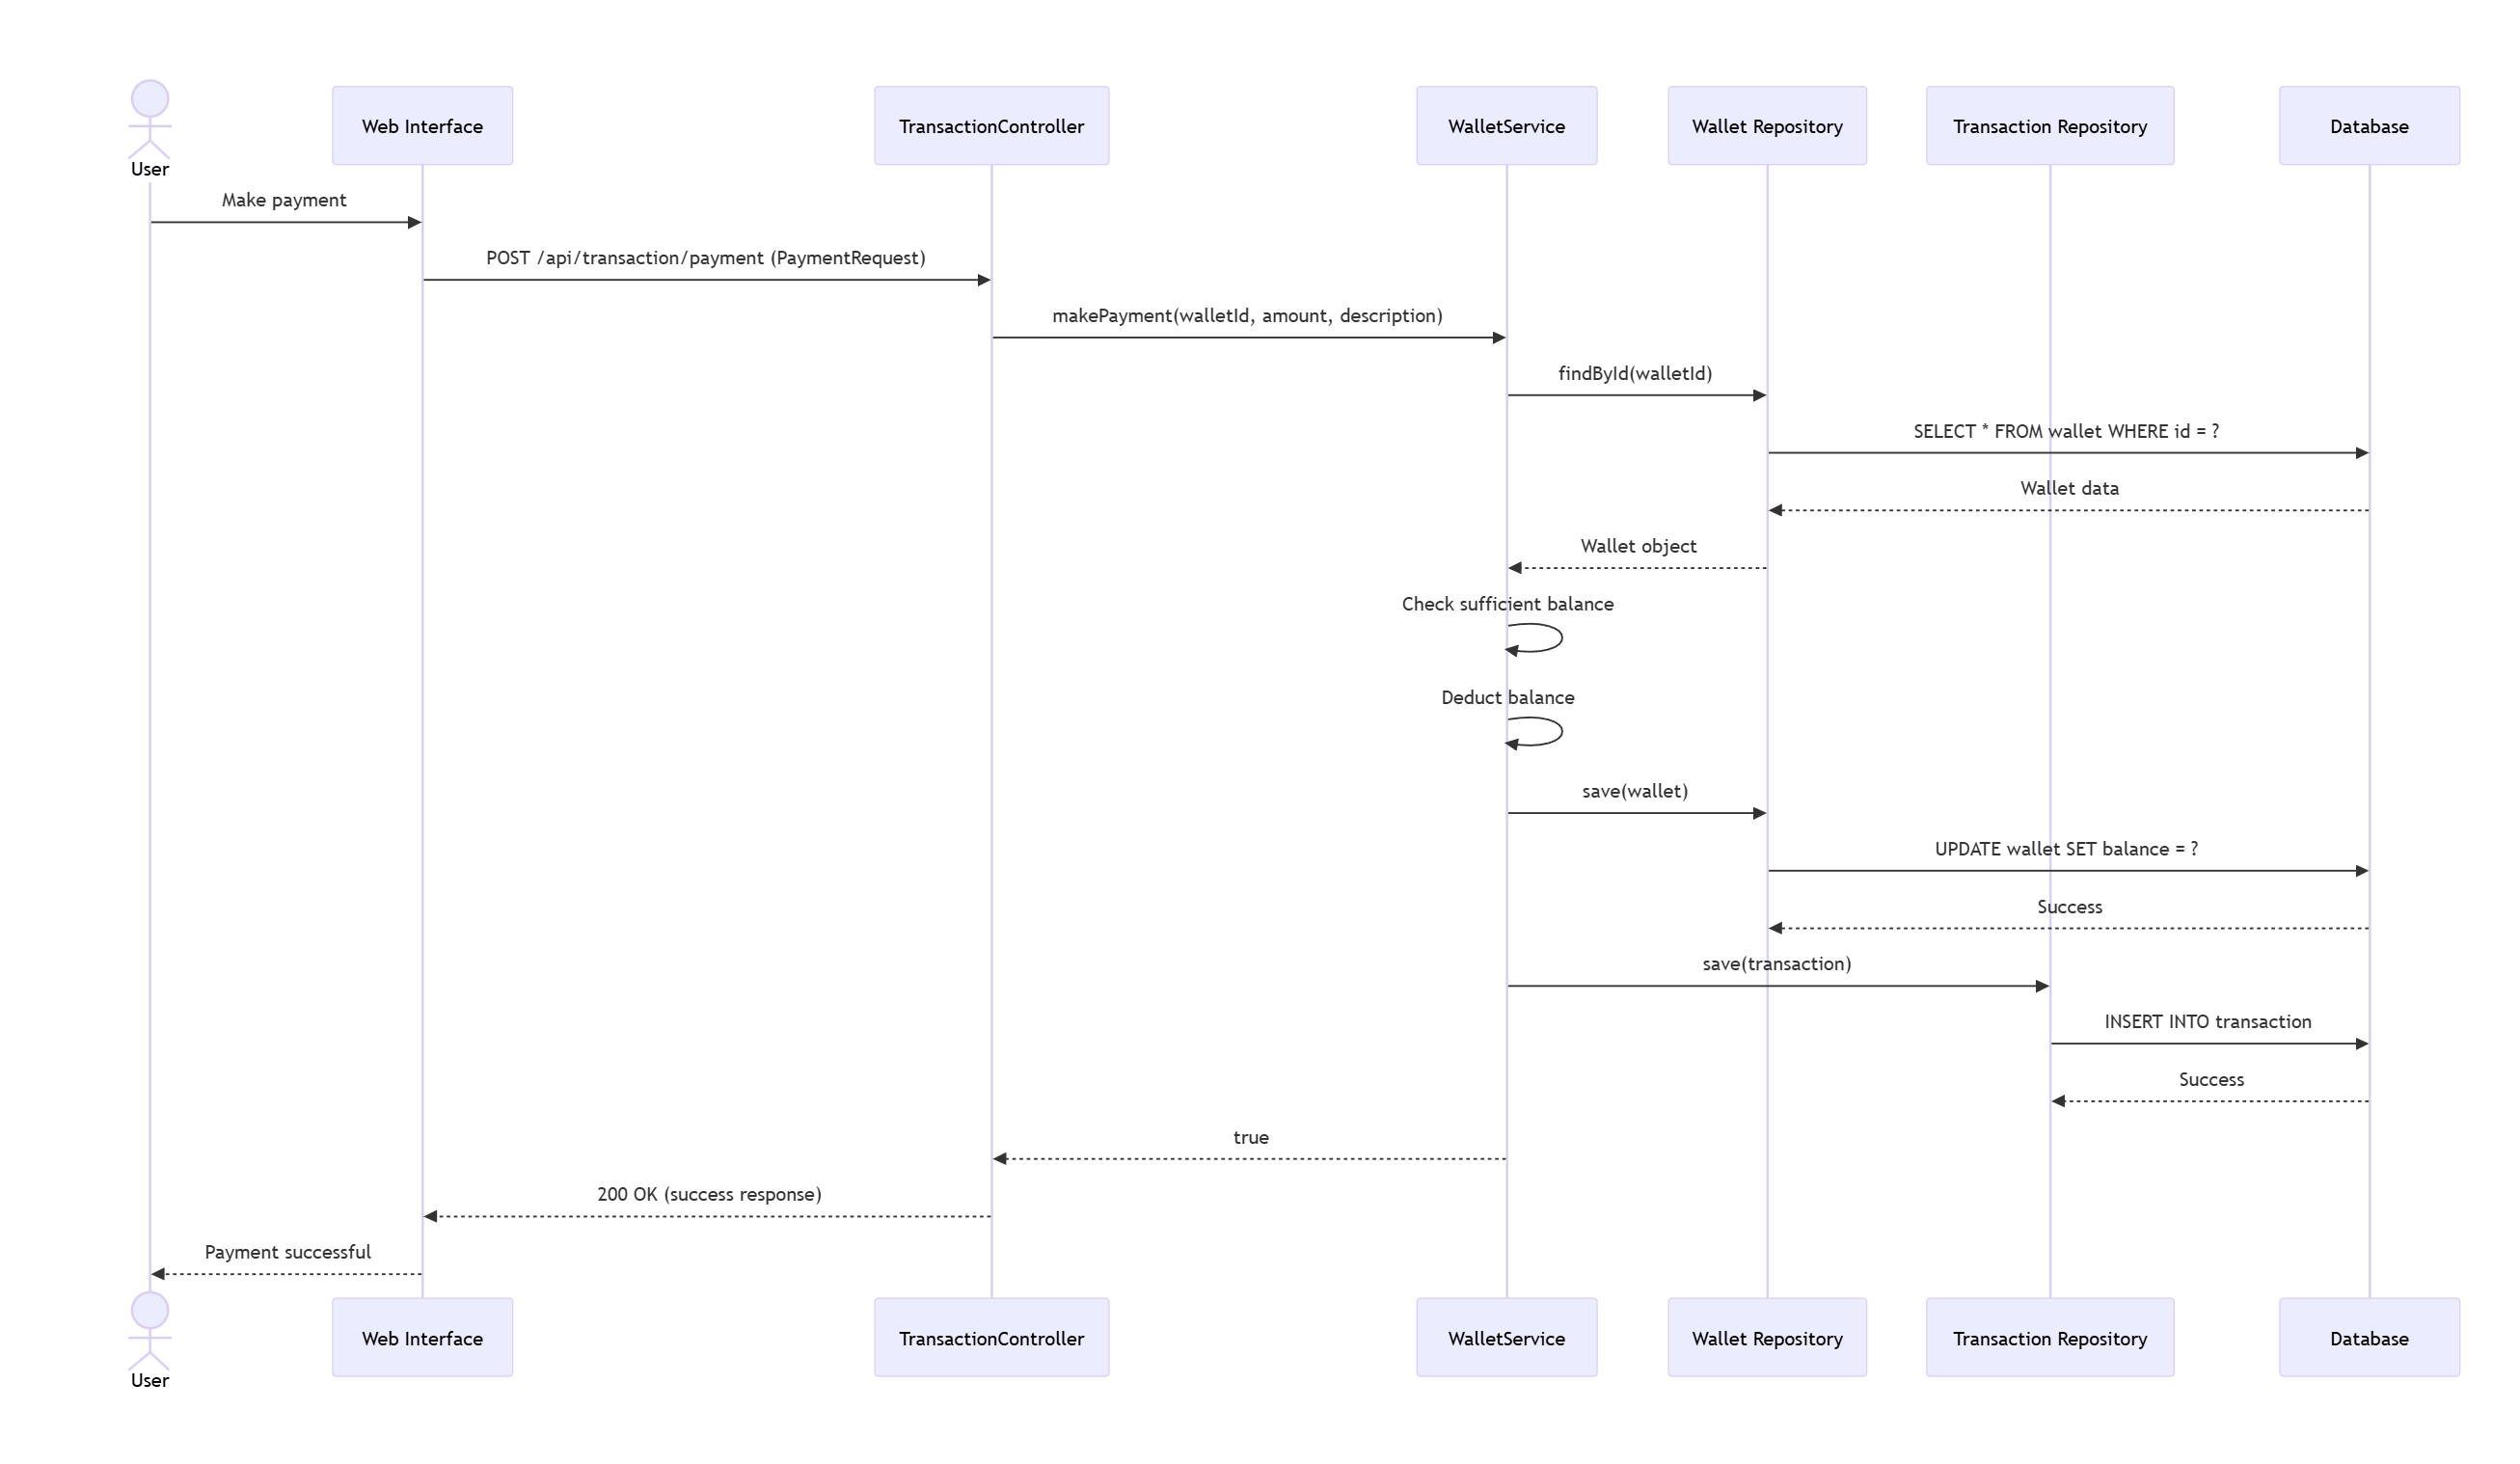 User
Web Interface
TransactionController
WalletService
Wallet Repository
Transaction Repository
Database
Make payment
POST /api/transaction/payment (PaymentRequest)
makePayment(walletId, amount, description)
findById(walletId)
SELECT * FROM wallet WHERE id = ?
Wallet data
Wallet object
Check sufficient balance
Deduct balance
save(wallet)
UPDATE wallet SET balance = ?
Success
save(transaction)
INSERT INTO transaction
Success
true
200 OK (success response)
Payment successful
User
Web Interface
TransactionController
WalletService
Wallet Repository
Transaction Repository
Database